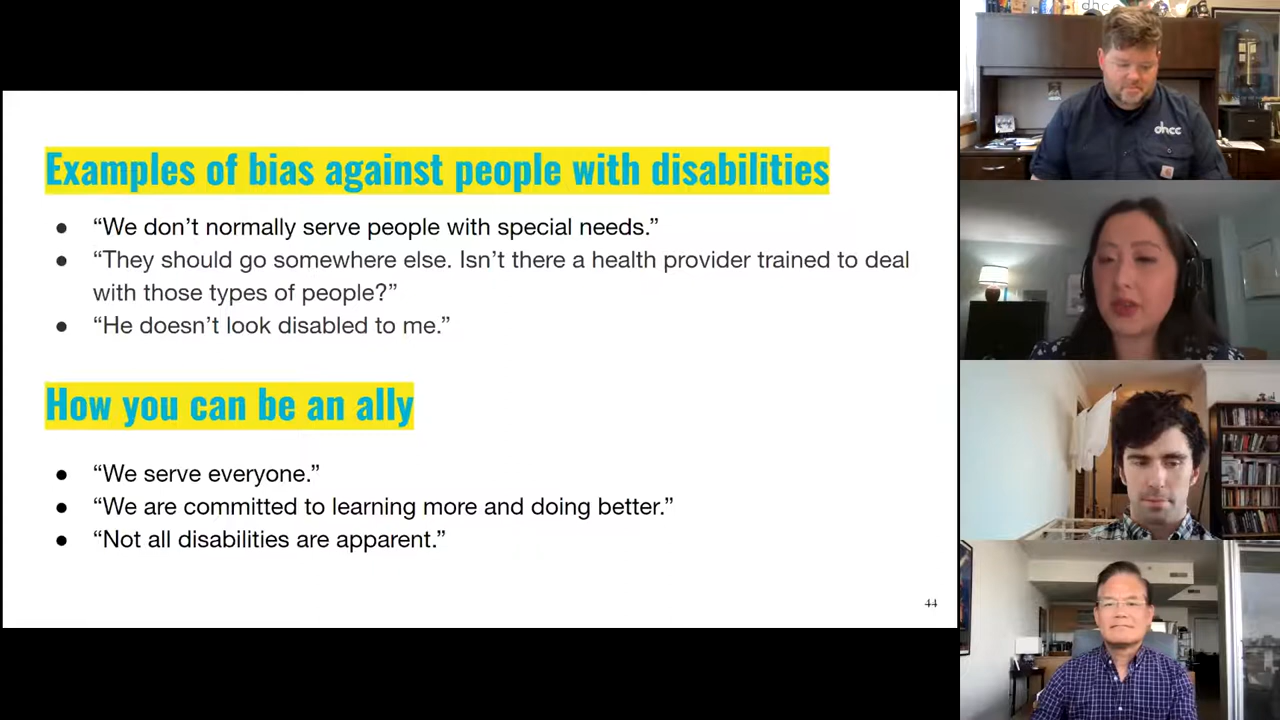 Examples of bias against people with disabilities
● “We don’t normally serve people with special needs.”
● “They should go somewhere else. Isn’t there a health provider trained to deal
with those types of people?”
● “He doesn’t look disabled to me.”
How you can be an ally
● “We serve everyone.”
● “We are committed to learning more and doing better.”
● “Not all disabilities are apparent.”
44
dhcc
dhcc